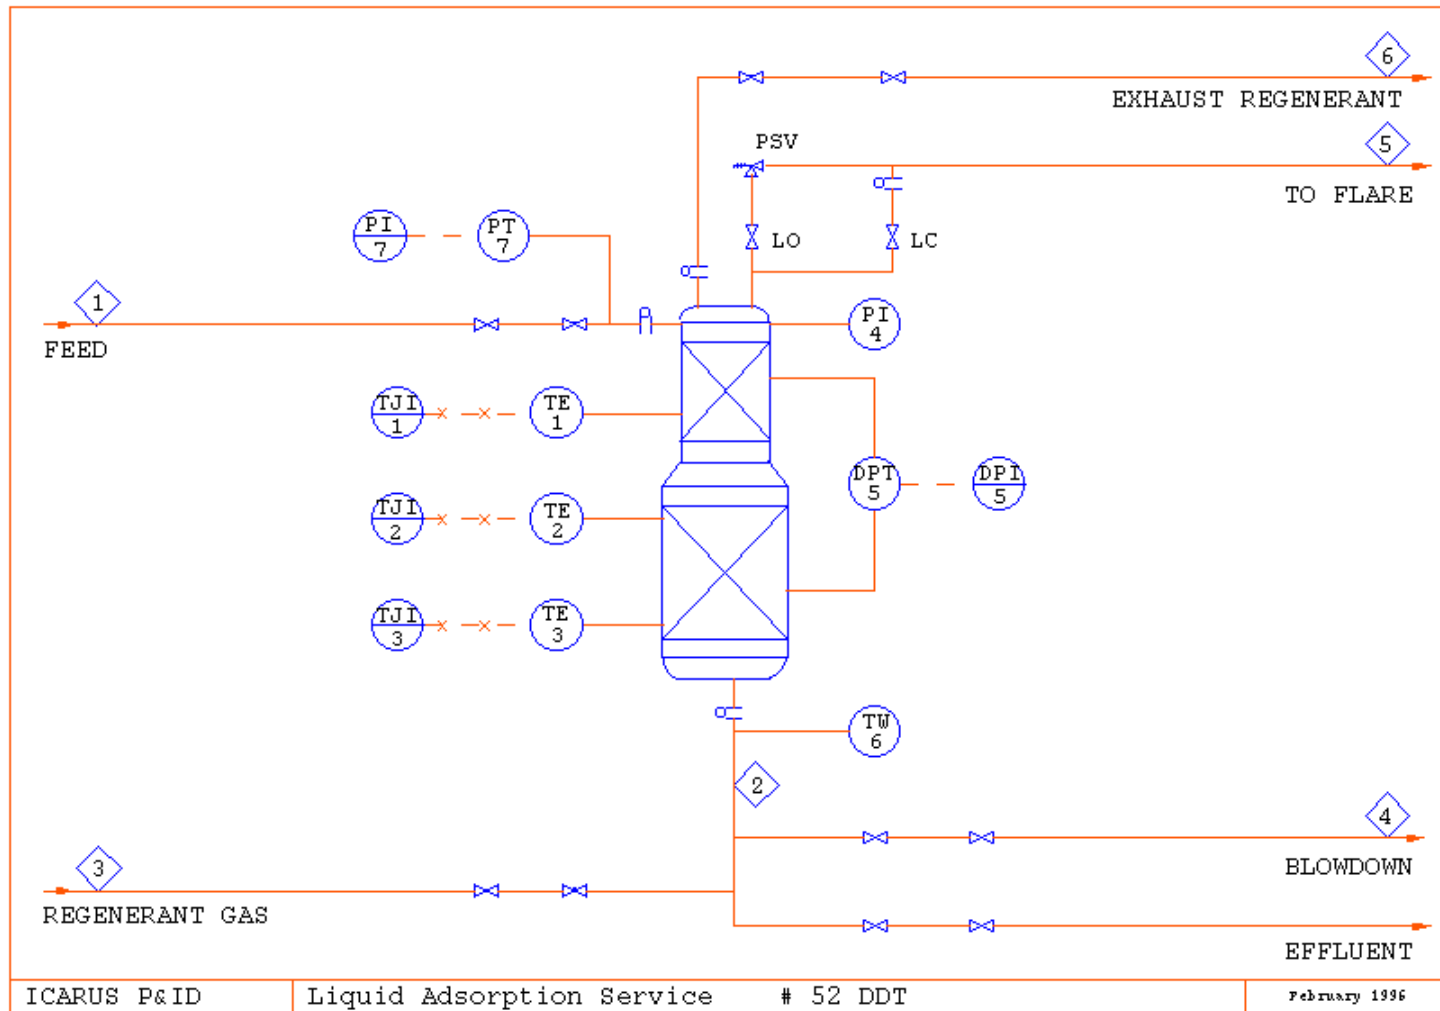 6
EXHAUST REGENERANT
PSV
5
TO FLARE
PI
7
PT
7
LO
LC
1
FEED
PI
4
TJI
1
TE
1
DPT
5
DPI
5
TJI
2
TE
2
TJI
3
TE
3
TW
6
2
4
BLOWDOWN
3
REGENERANT GAS
EFFLUENT
ICARUS P&ID
Liquid Adsorption Service # 52 DDT
February 1996